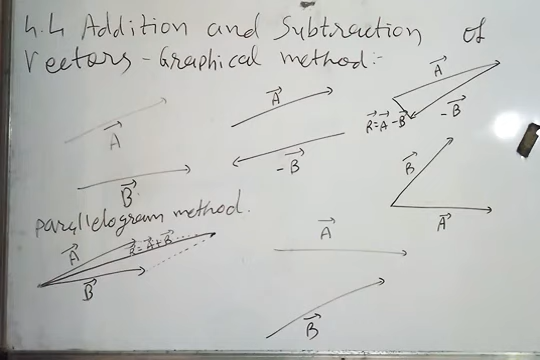 4.4 Addition and Subtraction of
Vectors - Graphical method:-
A
B
A
-B
A
-B
R=A-B
B
A
parallelogram method.
A
R=A+B
B
A
B